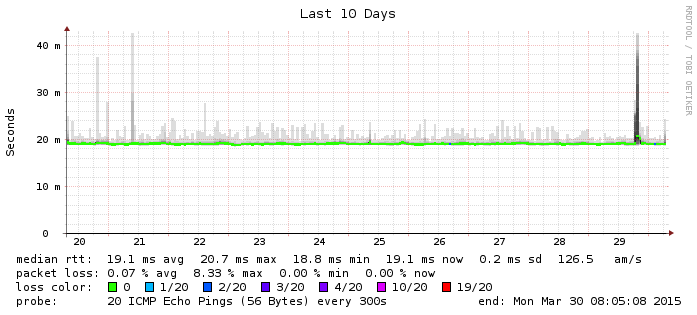 Last 10 Days
RRDTOOL / TOBI OETIKER
Seconds
40 m
30 m
20 m
10 m
0
20 21 22 23 24 25 26 27 28 29
median rtt: 19.1 ms avg 20.7 ms max 18.8 ms min 19.1 ms now 0.2 ms sd 126.5 am/s
packet loss: 0.07 % avg 8.33 % max 0.00 % min 0.00 % now
loss color: 0 1/20 2/20 3/20 4/20 10/20 19/20
probe: 20 ICMP Echo Pings (56 Bytes) every 300s end: Mon Mar 30 08:05:08 2015